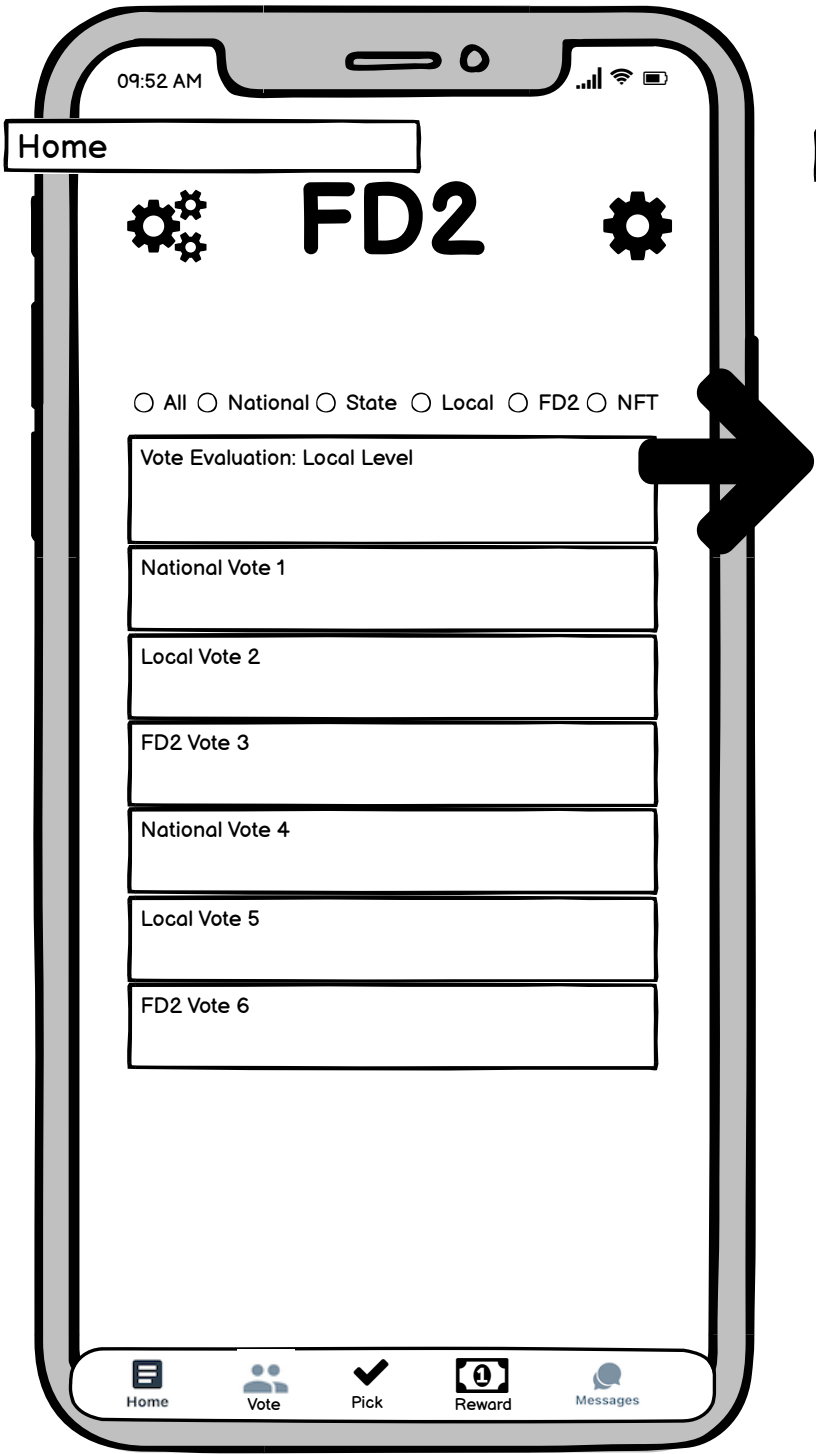 09:52 AM
Home
FD2
All National State Local FD2 NFT
Vote Evaluation: Local Level
National Vote 1
Local Vote 2
FD2 Vote 3
National Vote 4
Local Vote 5
FD2 Vote 6
1
Home Vote Pick Reward Messages